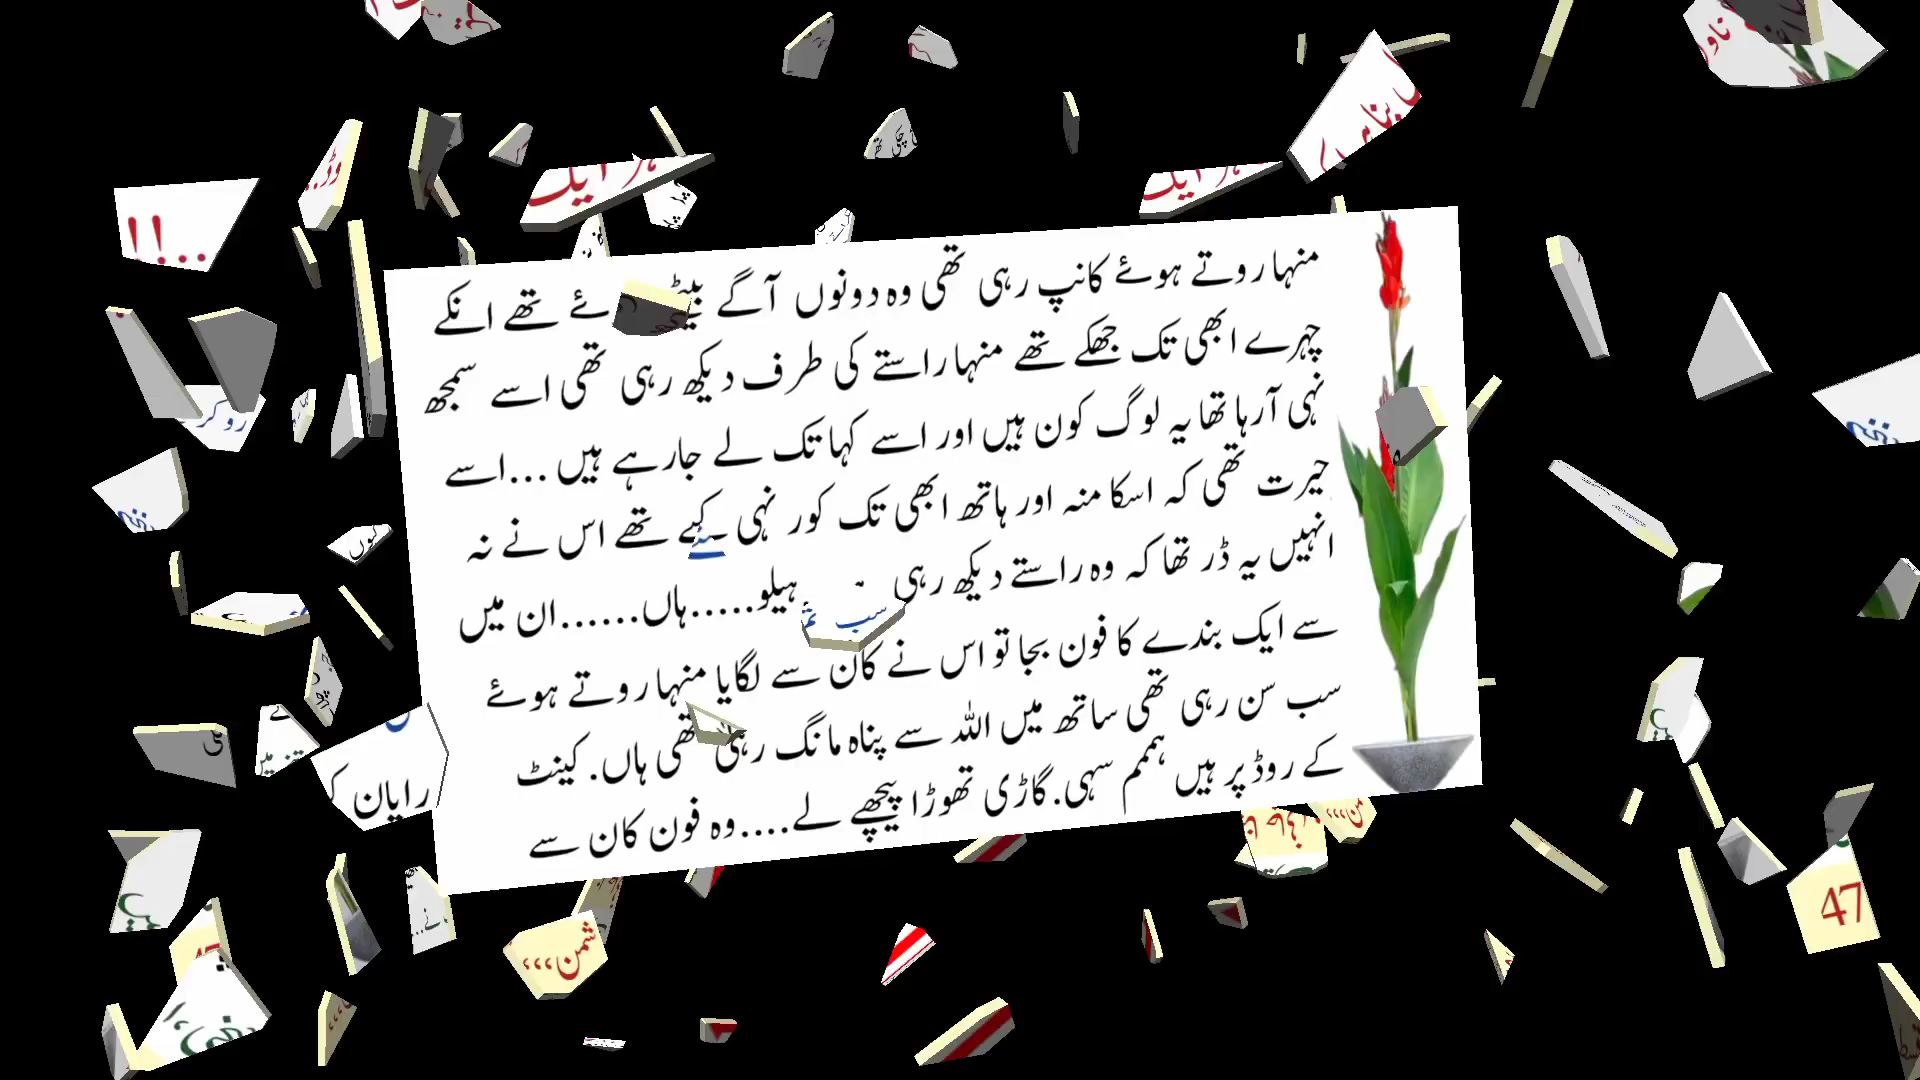 منہا روتے ہوئے کانپ رہی تھی وہ دونوں آگے تھے انکے
چہرے ابھی تک جھکے تھے منہا راستے کی طرف دیکھ رہی تھی اسے سمجھ
نہی آرہا تھا یہ لوگ کون ہیں اور اسے کہا تک لے جارہے ہیں ...اسے
حیرت تھی کہ اسکا منہ اور ہاتھ ابھی تک کور نہی کیے تھے اس نے نہ
انہیں یہ ڈر تھا کہ وہ راستے دیکھ رہی ہیلو.....ہاں......ان میں
سے ایک بندے کا فون بجا تو اس نے کان سے لگایا منہا روتے ہوئے
سب سن رہی تھی ساتھ میں اللہ سے پناہ مانگ رہی تھی ہاں. کینٹ
کے روڈ پر ہیں ہممم سہی.گاڑی تھوڑا پیچھے لے....وہ فون کان سے
47